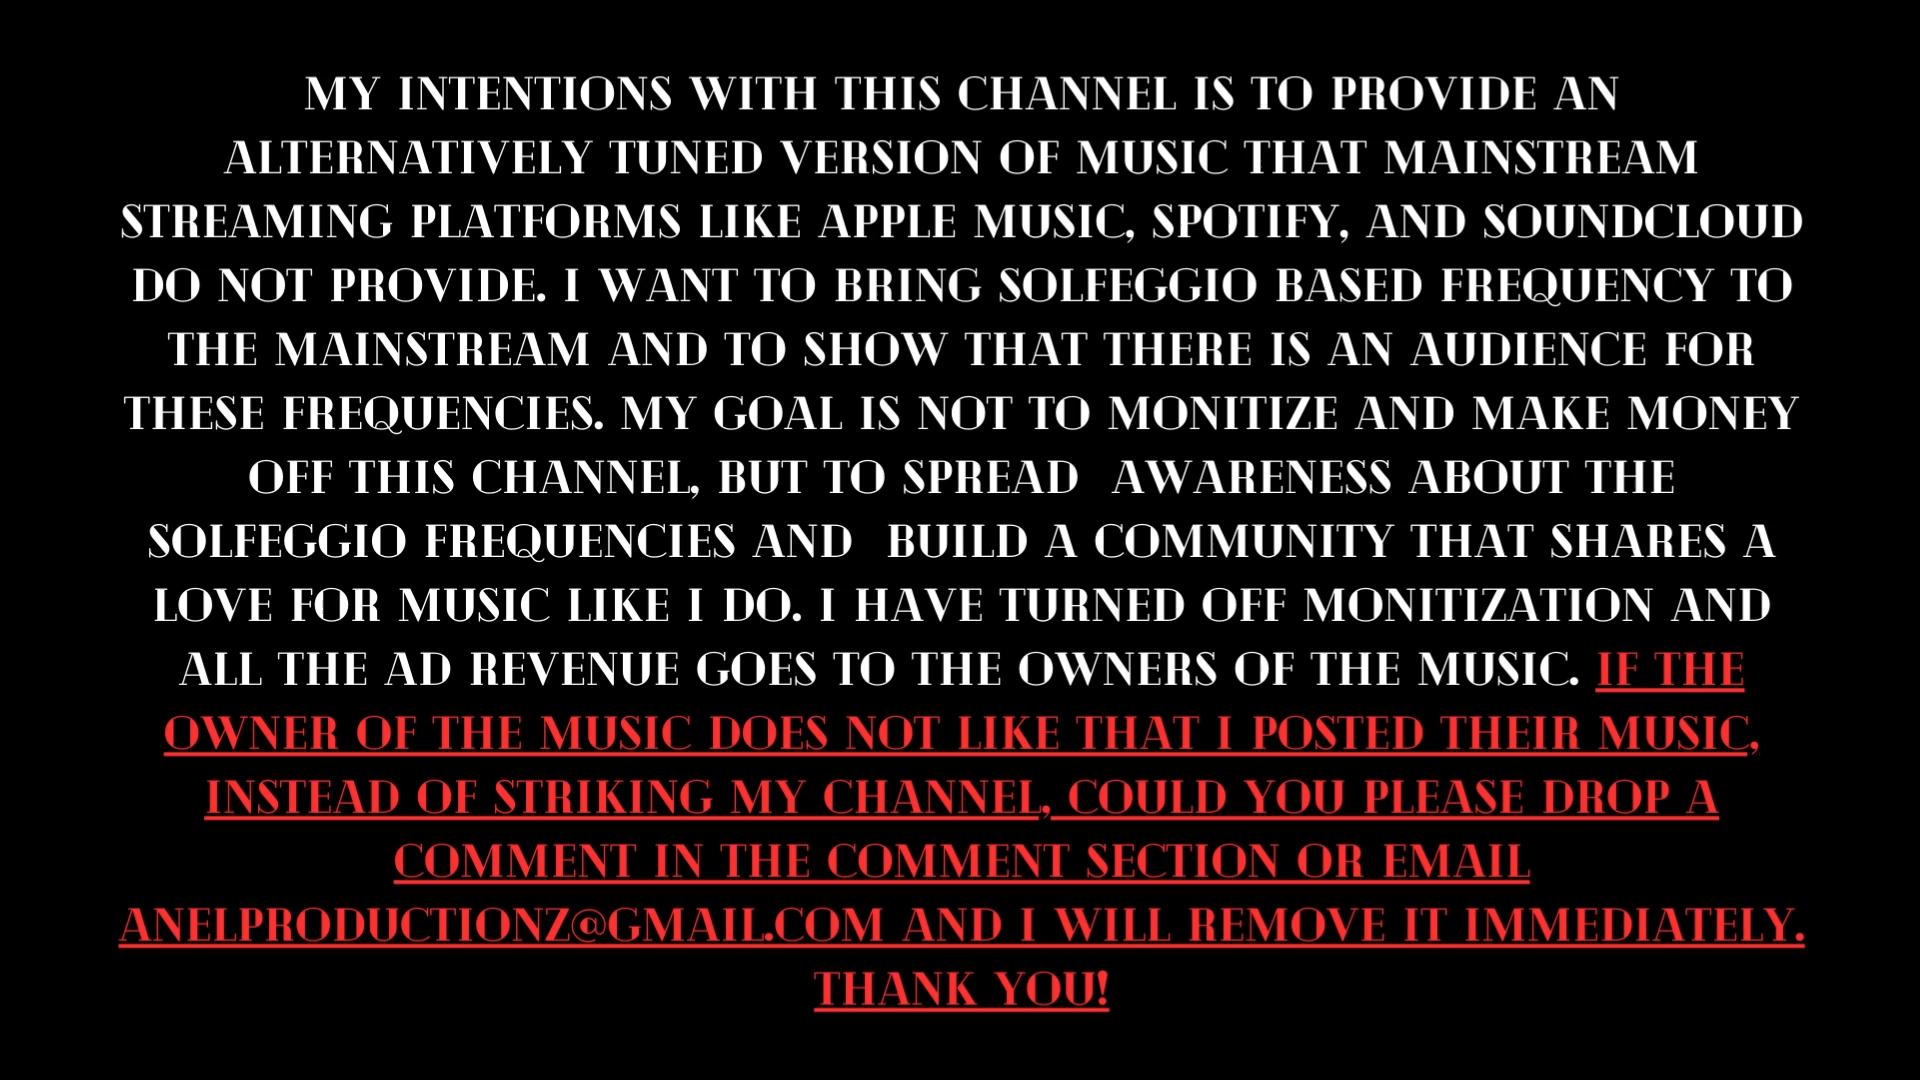 MY INTENTIONS WITH THIS CHANNEL IS TO PROVIDE AN
ALTERNATIVELY TUNED VERSION OF MUSIC THAT MAINSTREAM
STREAMING PLATFORMS LIKE APPLE MUSIC, SPOTIFY, AND SOUNDCLOUD
DO NOT PROVIDE. I WANT TO BRING SOLFEGGIO BASED FREQUENCY TO
THE MAINSTREAM AND TO SHOW THAT THERE IS AN AUDIENCE FOR
THESE FREQUENCIES. MY GOAL IS NOT TO MONITIZE AND MAKE MONEY
OFF THIS CHANNEL, BUT TO SPREAD AWARENESS ABOUT THE
SOLFEGGIO FREQUENCIES AND BUILD A COMMUNITY THAT SHARES A
LOVE FOR MUSIC LIKE I DO. I HAVE TURNED OFF MONITIZATION AND
ALL THE AD REVENUE GOES TO THE OWNERS OF THE MUSIC. IF THE
OWNER OF THE MUSIC DOES NOT LIKE THAT I POSTED THEIR MUSIC,
INSTEAD OF STRIKING MY CHANNEL, COULD YOU PLEASE DROP A
COMMENT IN THE COMMENT SECTION OR EMAIL
ANELPRODUCTIONZ@GMAIL.COM AND I WILL REMOVE IT IMMEDIATELY.
THANK YOU!